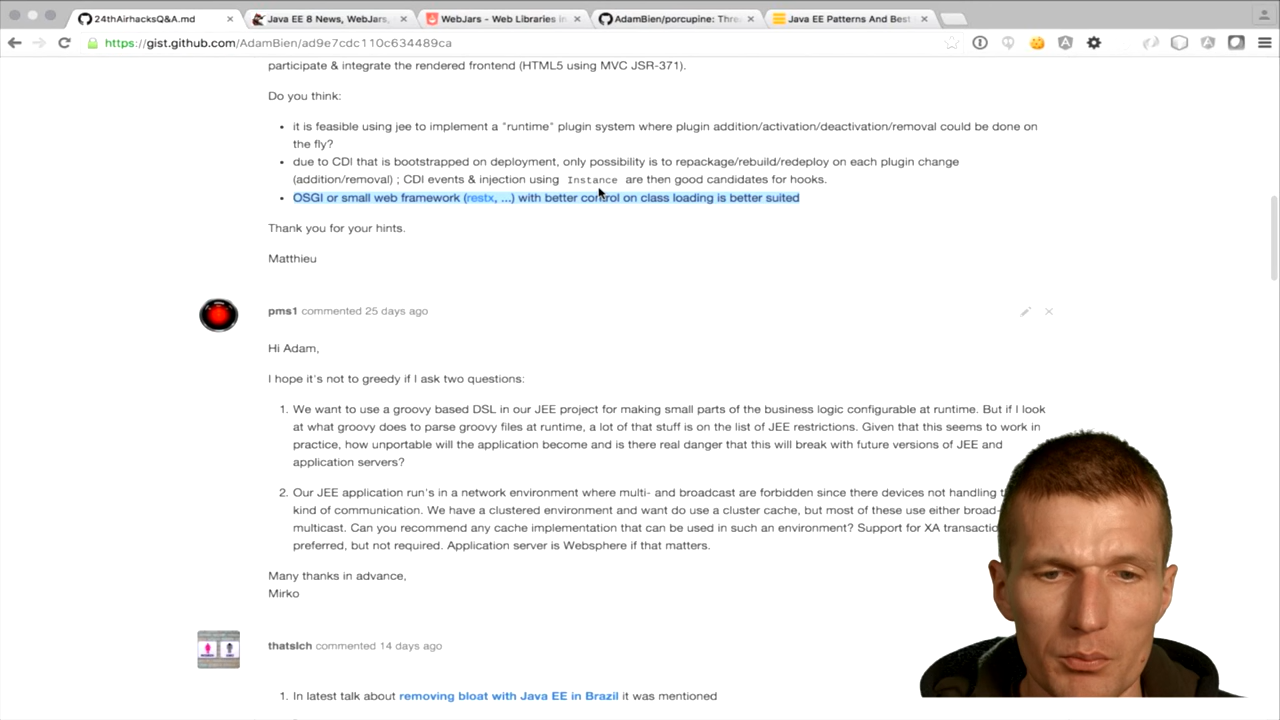 24thAirhacksQ&A.md
Java EE 8 News, WebJars,
WebJars - Web Libraries in
AdamBien/porcupine: Thre
Java EE Patterns And Best
https://gist.github.com/AdamBien/ad9e7cdc110c634489ca
participate & integrate the rendered frontend (HTML5 using MVC JSR-371).
Do you think:
• it is feasible using jee to implement a "runtime" plugin system where plugin addition/activation/deactivation/removal could be done on
the fly?
• due to CDI that is bootstrapped on deployment, only possibility is to repackage/rebuild/redeploy on each plugin change
(addition/removal) ; CDI events & injection using Instance are then good candidates for hooks.
• OSGI or small web framework (restx, ...) with better control on class loading is better suited
Thank you for your hints.
Matthieu
pms1 commented 25 days ago
Hi Adam,
I hope it's not to greedy if I ask two questions:
1. We want to use a groovy based DSL in our JEE project for making small parts of the business logic configurable at runtime. But if I look
at what groovy does to parse groovy files at runtime, a lot of that stuff is on the list of JEE restrictions. Given that this seems to work in
practice, how unportable will the application become and is there real danger that this will break with future versions of JEE and
application servers?
2. Our JEE application run's in a network environment where multi- and broadcast are forbidden since there devices not handling
kind of communication. We have a clustered environment and want do use a cluster cache, but most of these use either broad-
multicast. Can you recommend any cache implementation that can be used in such an environment? Support for XA
preferred, but not required. Application server is Websphere if that matters.
Many thanks in advance,
Mirko
thatsIch commented 14 days ago
1. In latest talk about removing bloat with Java EE in Brazil it was mentioned